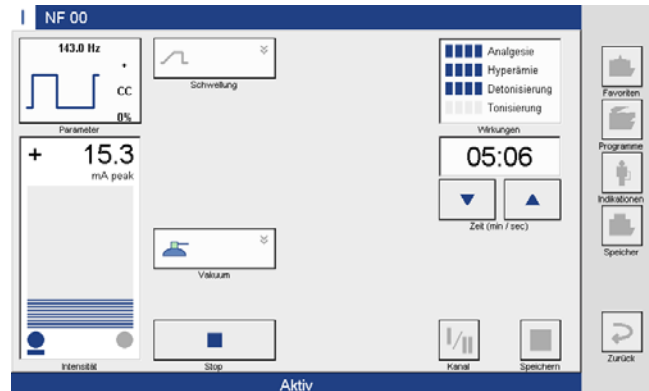 I NF 00
143.0 Hz
*
CC
0%
Parameter
+ 15.3
mA peak
Intensität
Schwellung
Vakuum
Stop
Analgesie
Hyperämie
Detonisierung
Tonisierung
Wirkungen
05:06
Zeit (min / sec)
I/II
Kanal
Speichern
Favoriten
Programme
Indikationen
Speicher
Zurück
Aktiv